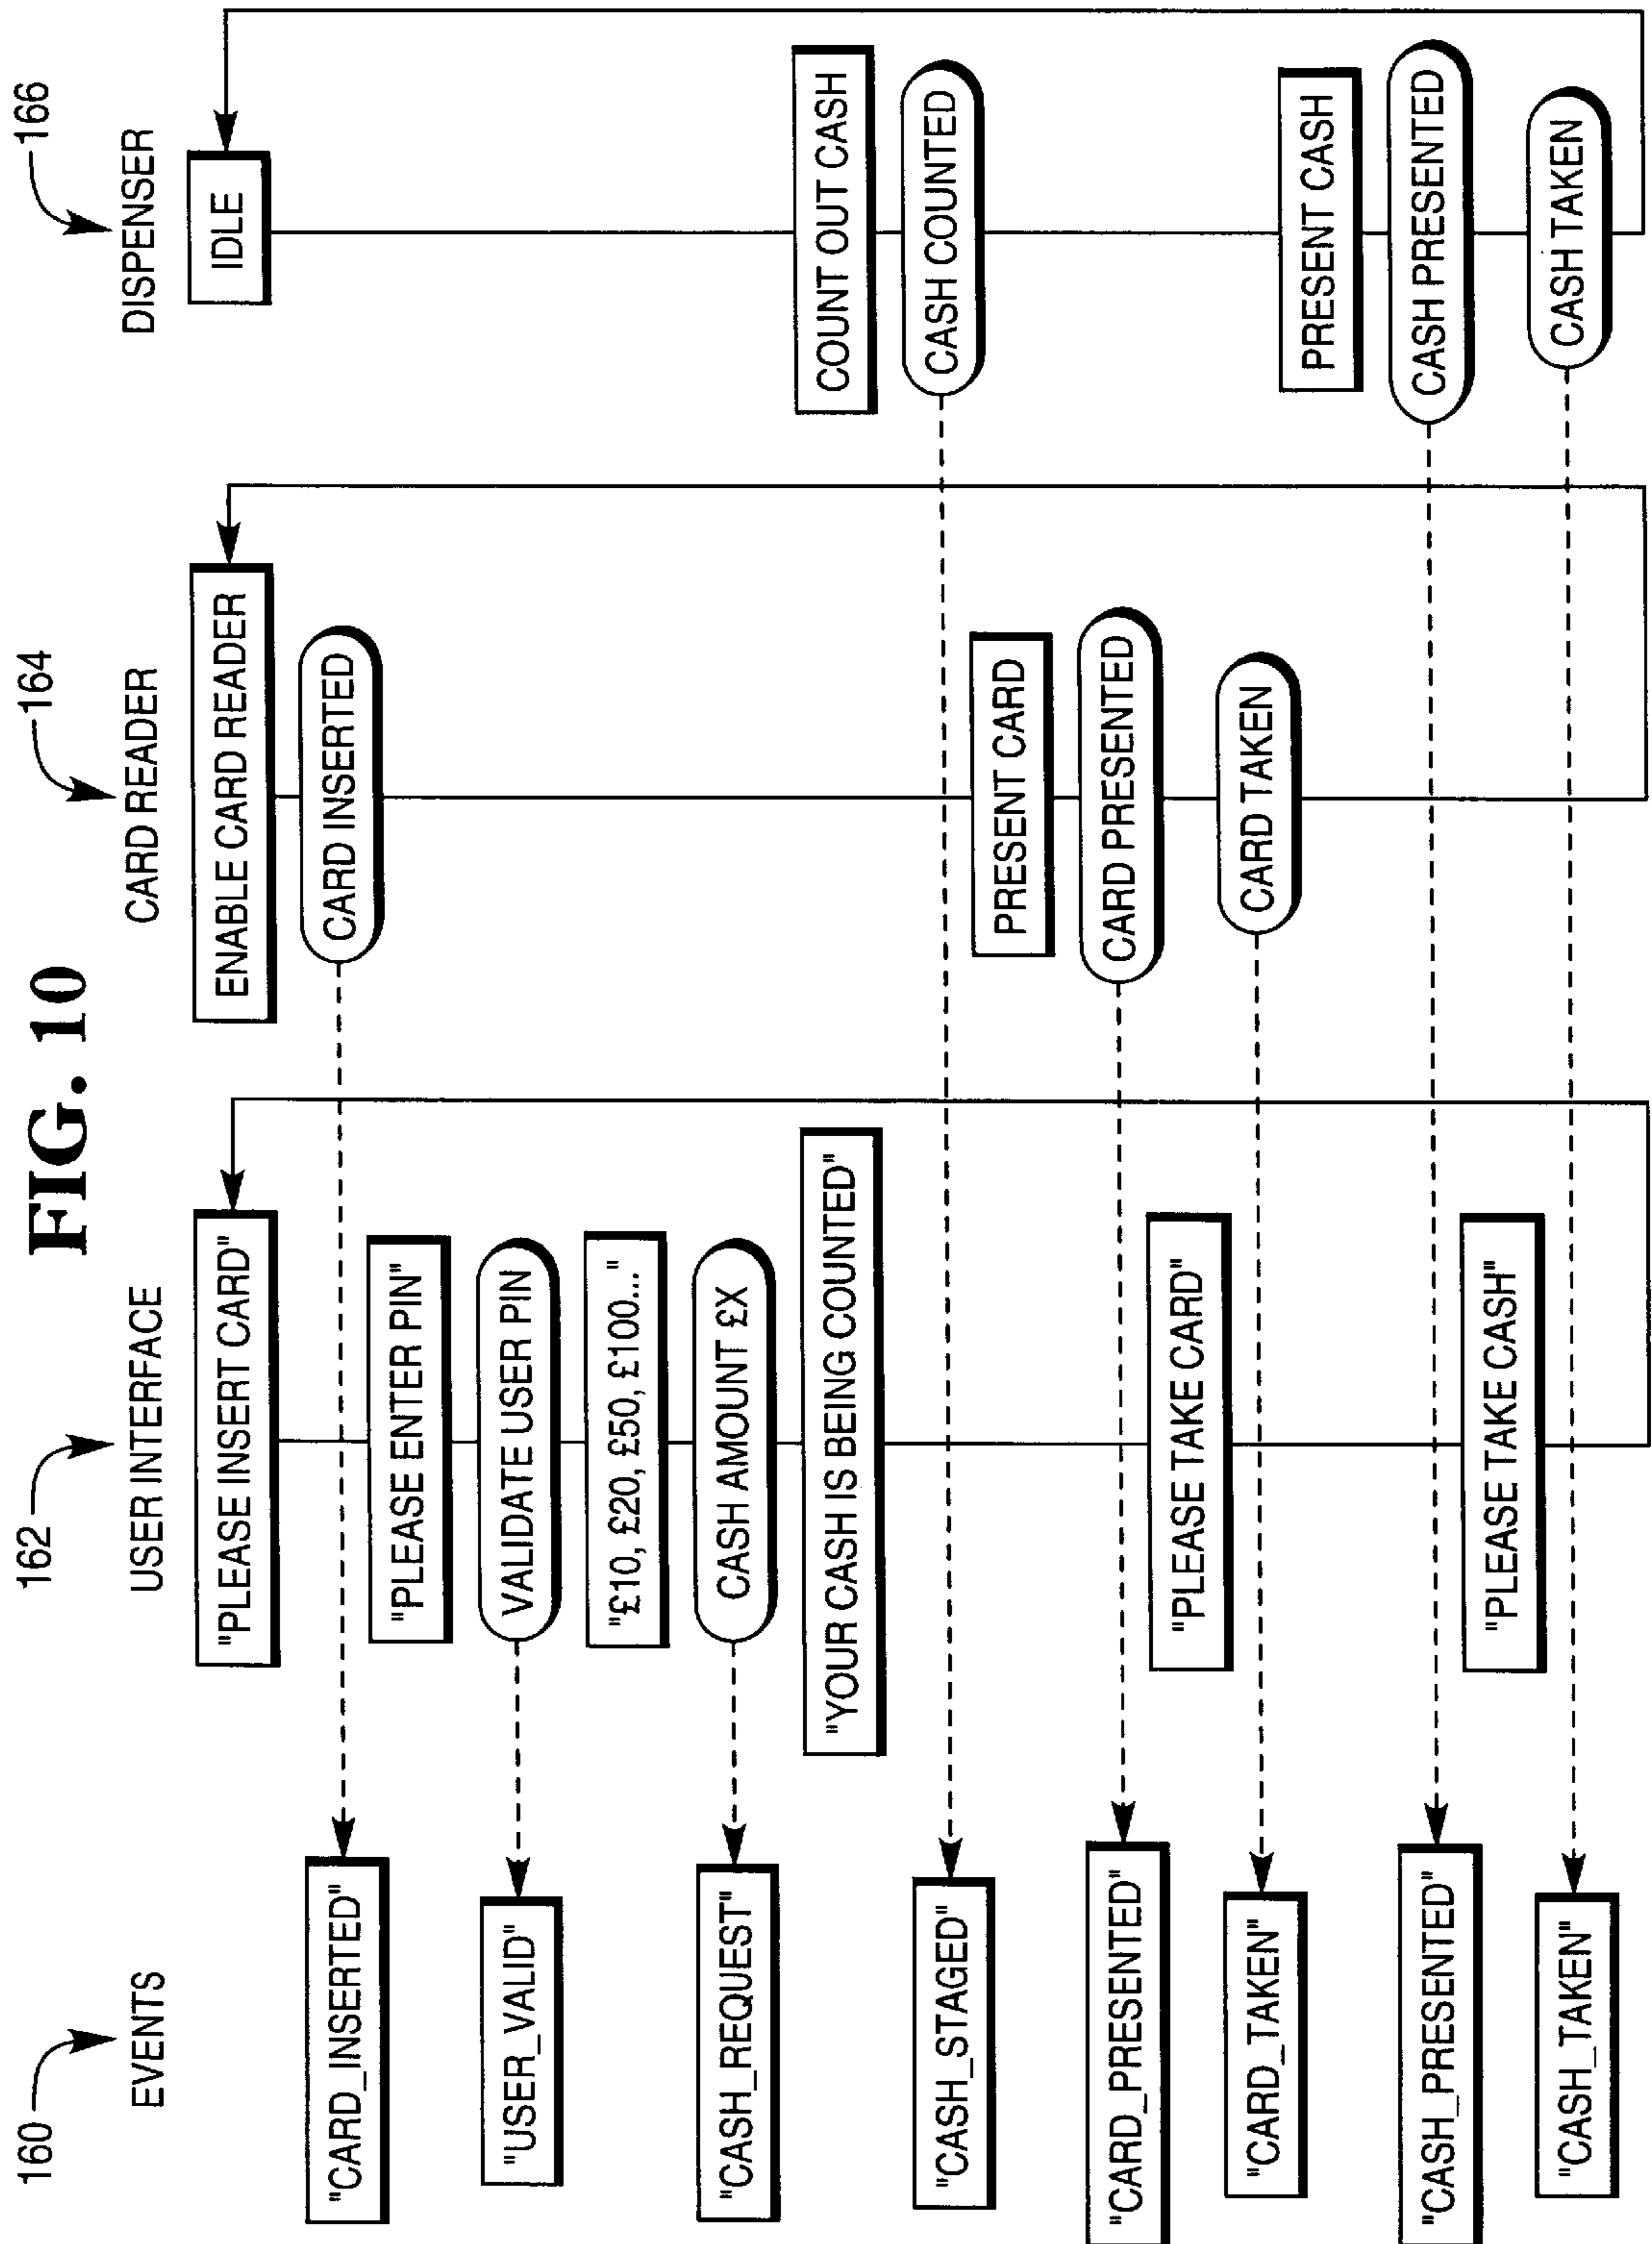 FIG. 10
160
EVENTS
"CARD_INSERTED"
"USER_VALID"
"CASH_REQUEST"
"CASH_STAGED"
"CARD_PRESENTED"
"CARD_TAKEN"
"CASH_PRESENTED"
"CASH_TAKEN"
162
USER INTERFACE
"PLEASE INSERT CARD"
"PLEASE ENTER PIN"
VALIDATE USER PIN
"£10, £20, £50, £100..."
CASH AMOUNT £X
"YOUR CASH IS BEING COUNTED"
"PLEASE TAKE CARD"
"PLEASE TAKE CASH"
164
CARD READER
ENABLE CARD READER
CARD INSERTED
PRESENT CARD
CARD PRESENTED
CARD TAKEN
166
DISPENSER
IDLE
COUNT OUT CASH
CASH COUNTED
PRESENT CASH
CASH PRESENTED
CASH TAKEN